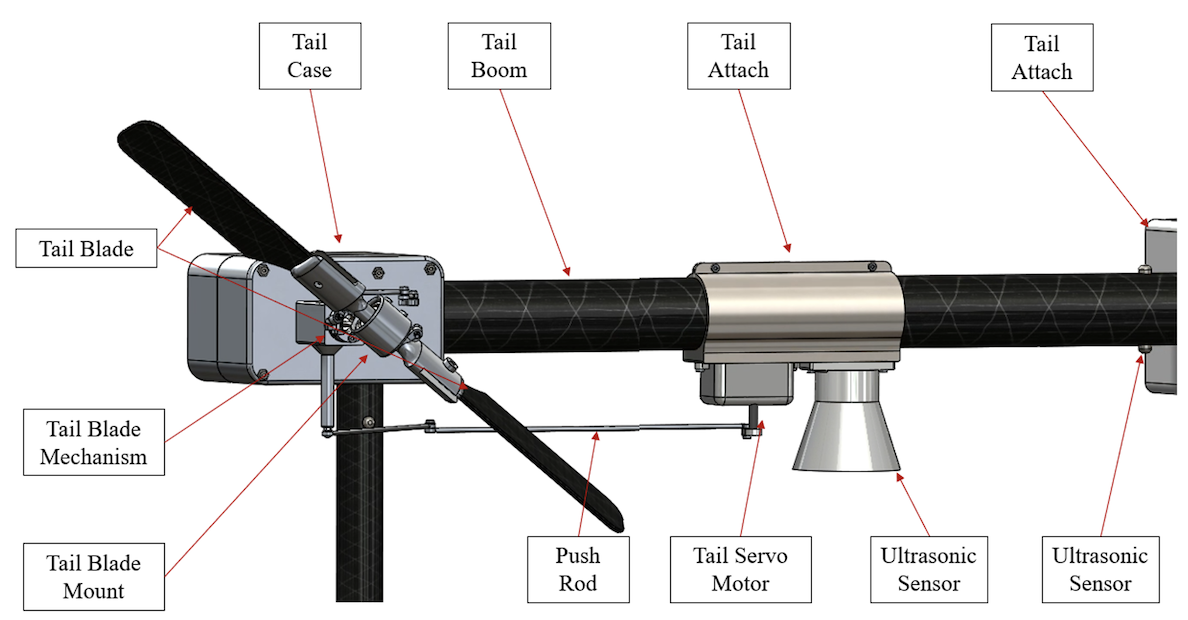 Tail
Case
Tail
Boom
Tail
Attach
Tail
Attach
Tail Blade
Tail Blade
Mechanism
Tail Blade
Mount
Push
Rod
Tail Servo
Motor
Ultrasonic
Sensor
Ultrasonic
Sensor